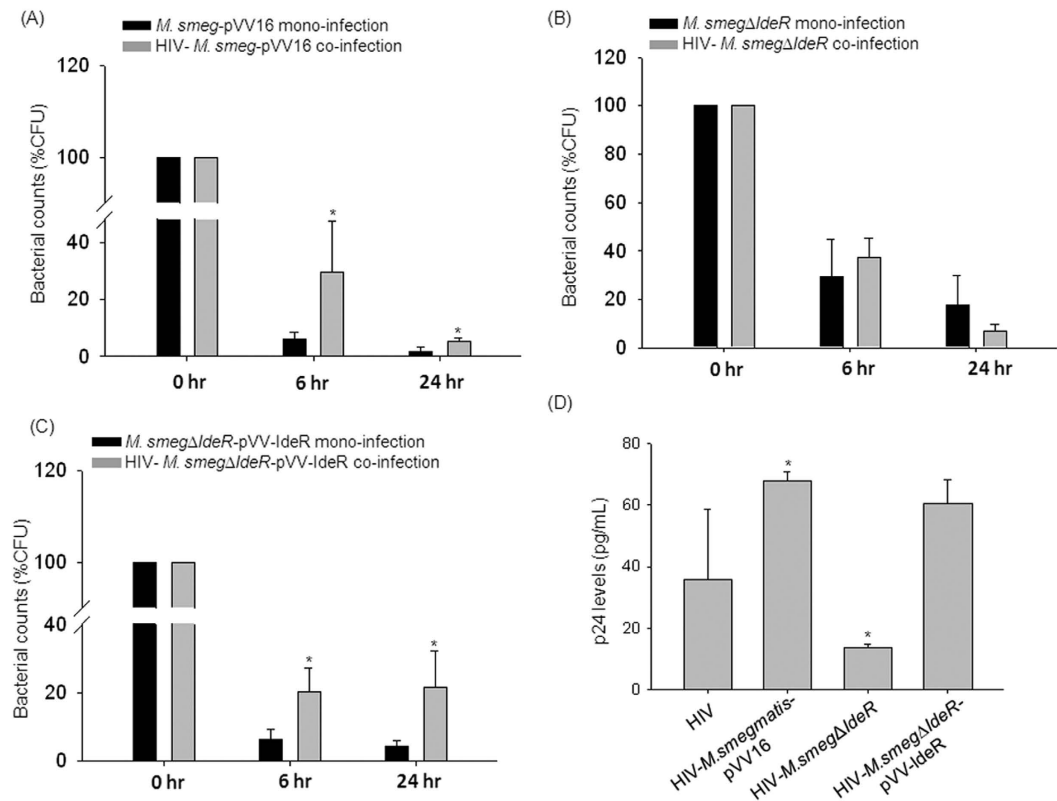 (A)
M. smeg-pVV16 mono-infection
HIV- M. smeg-pVV16 co-infection
Bacterial counts (%CFU)
120
100
40
20
0
*
*
0 hr
6 hr
24 hr
(B)
M. smegΔIdeR mono-infection
HIV- M. smegΔIdeR co-infection
Bacterial counts (%CFU)
120
100
80
60
40
20
0
0 hr
6 hr
24 hr
(C)
M. smegΔIdeR-pVV-IdeR mono-infection
HIV- M. smegΔIdeR-pVV-IdeR co-infection
Bacterial counts (%CFU)
120
100
40
20
0
*
*
0 hr
6 hr
24 hr
(D)
p24 levels (pg/mL)
80
60
40
20
0
*
*
HIV
HIV-M.smegmatis-
pVV16
HIV-M.smegΔIdeR
HIV-M.smegΔIdeR-
pVV-IdeR